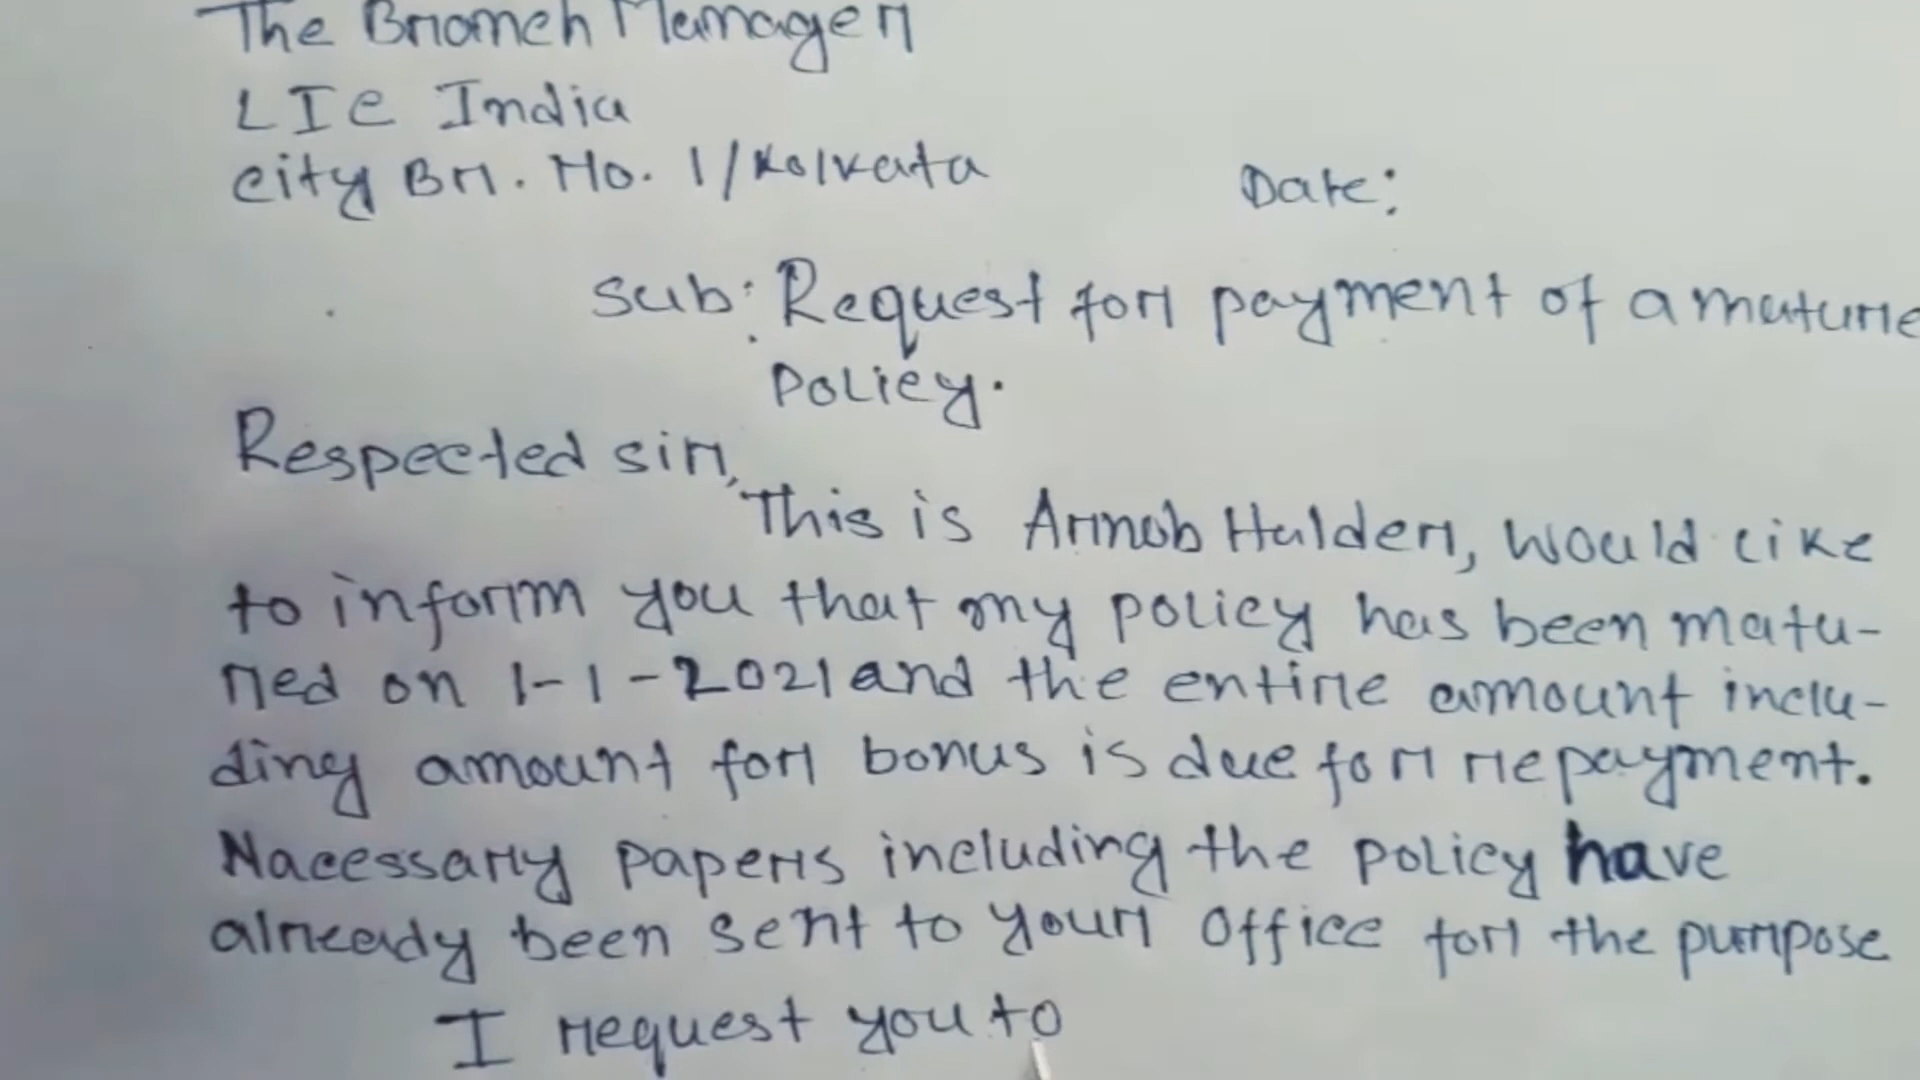 The Branch Manager
LIC India
City Br. No. 1/Kolkata
Date:
Sub: Request for payment of a mature
Policy.
Respected sir,
This is Arnob Halder, would like
to inform you that my policy has been matu-
red on 1-1-2021 and the entire amount inclu-
ding amount for bonus is due for repayment.
Nacessary papers including the policy have
already been sent to your office for the purpose
I request you to